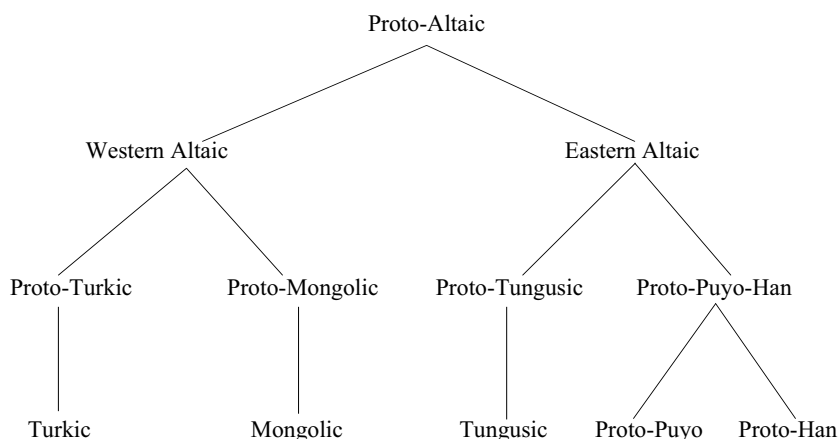 Proto-Altaic
Western Altaic Eastern Altaic
Proto-Turkic Proto-Mongolic Proto-Tungusic Proto-Puyo-Han
Turkic Mongolic Tungusic Proto-Puyo Proto-Han